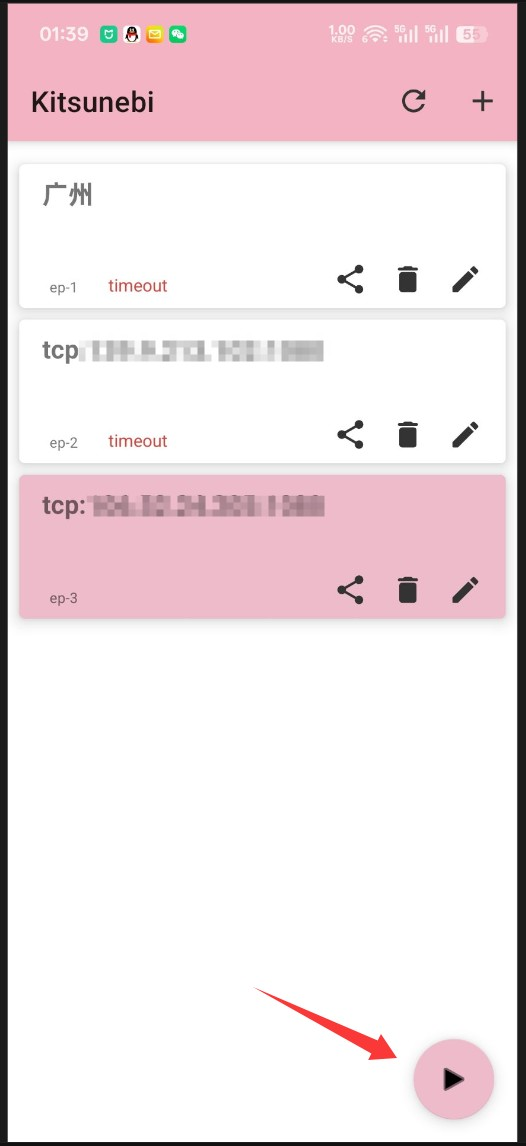 01:39
1.00
KB/S
6
5G
5G
55
Kitsunebi
广州
ep-1 timeout
tcp:
ep-2 timeout
tcp:
ep-3